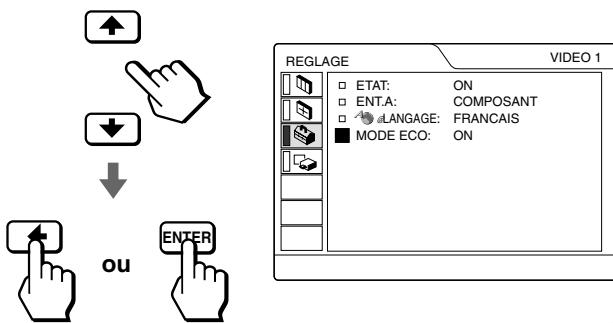 REGLAGE VIDEO 1
ETAT: ON
ENT.A: COMPOSANT
LANGAGE: FRANCAIS
MODE ECO: ON
ENTER
ou